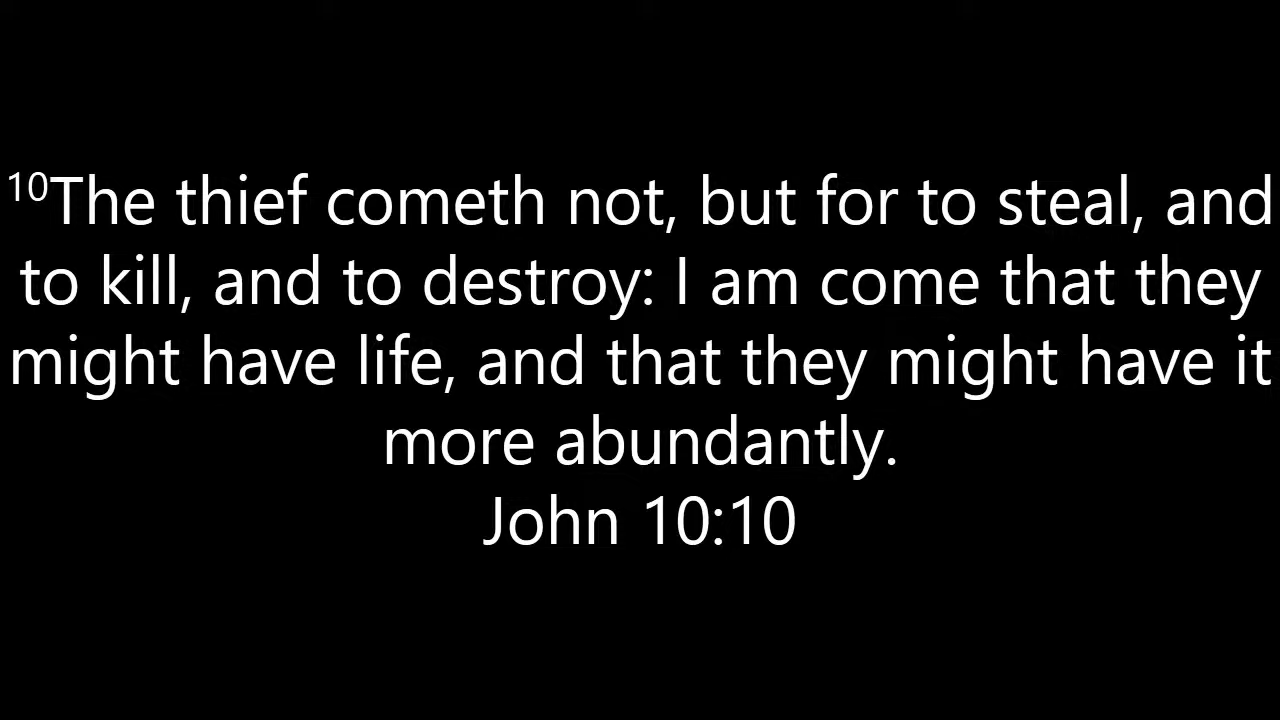 ¹⁰The thief cometh not, but for to steal, and
to kill, and to destroy: I am come that they
might have life, and that they might have it
more abundantly.
John 10:10